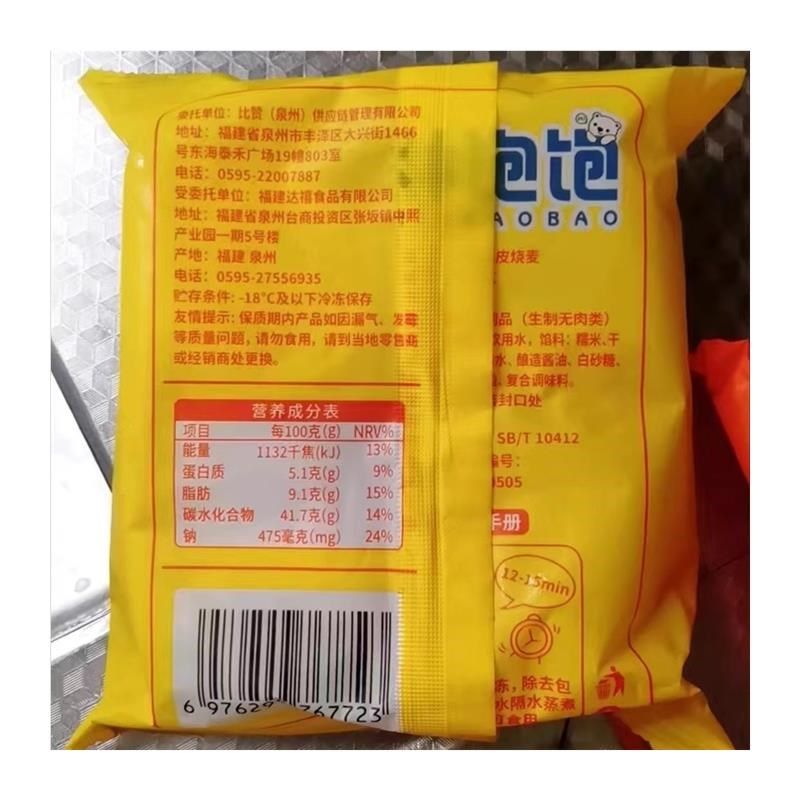 委托单位：比赞（泉州）供应链管理有限公司
地址：福建省泉州市丰泽区大兴街1466
号东海泰禾广场19幢803室
电话：0595-22007887
受委托单位：福建达禧食品有限公司
地址：福建省泉州台商投资区张坂镇中熙
产业园一期5号楼
产地：福建 泉州
电话：0595-27556935
贮存条件：-18°C及以下冷冻保存
友情提示：保质期内产品如因漏气、发霉
等质量问题，请勿食用，请到当地零售商
或经销商处更换。
营养成分表
项目 每100克(g) NRV%
能量 1132千焦(kJ) 13%
蛋白质 5.1克(g) 9%
脂肪 9.1克(g) 15%
碳水化合物 41.7克(g) 14%
钠 475毫克(mg) 24%
饱饱
AOBAO
皮烧麦
制品（生制无肉类）
饮用水，馅料：糯米、干
水、酿造酱油、白砂糖、
、复合调味料。
封口处
SB/T 10412
编号：
0505
手册
12-15min
冻，除去包
水隔水蒸煮
可食用